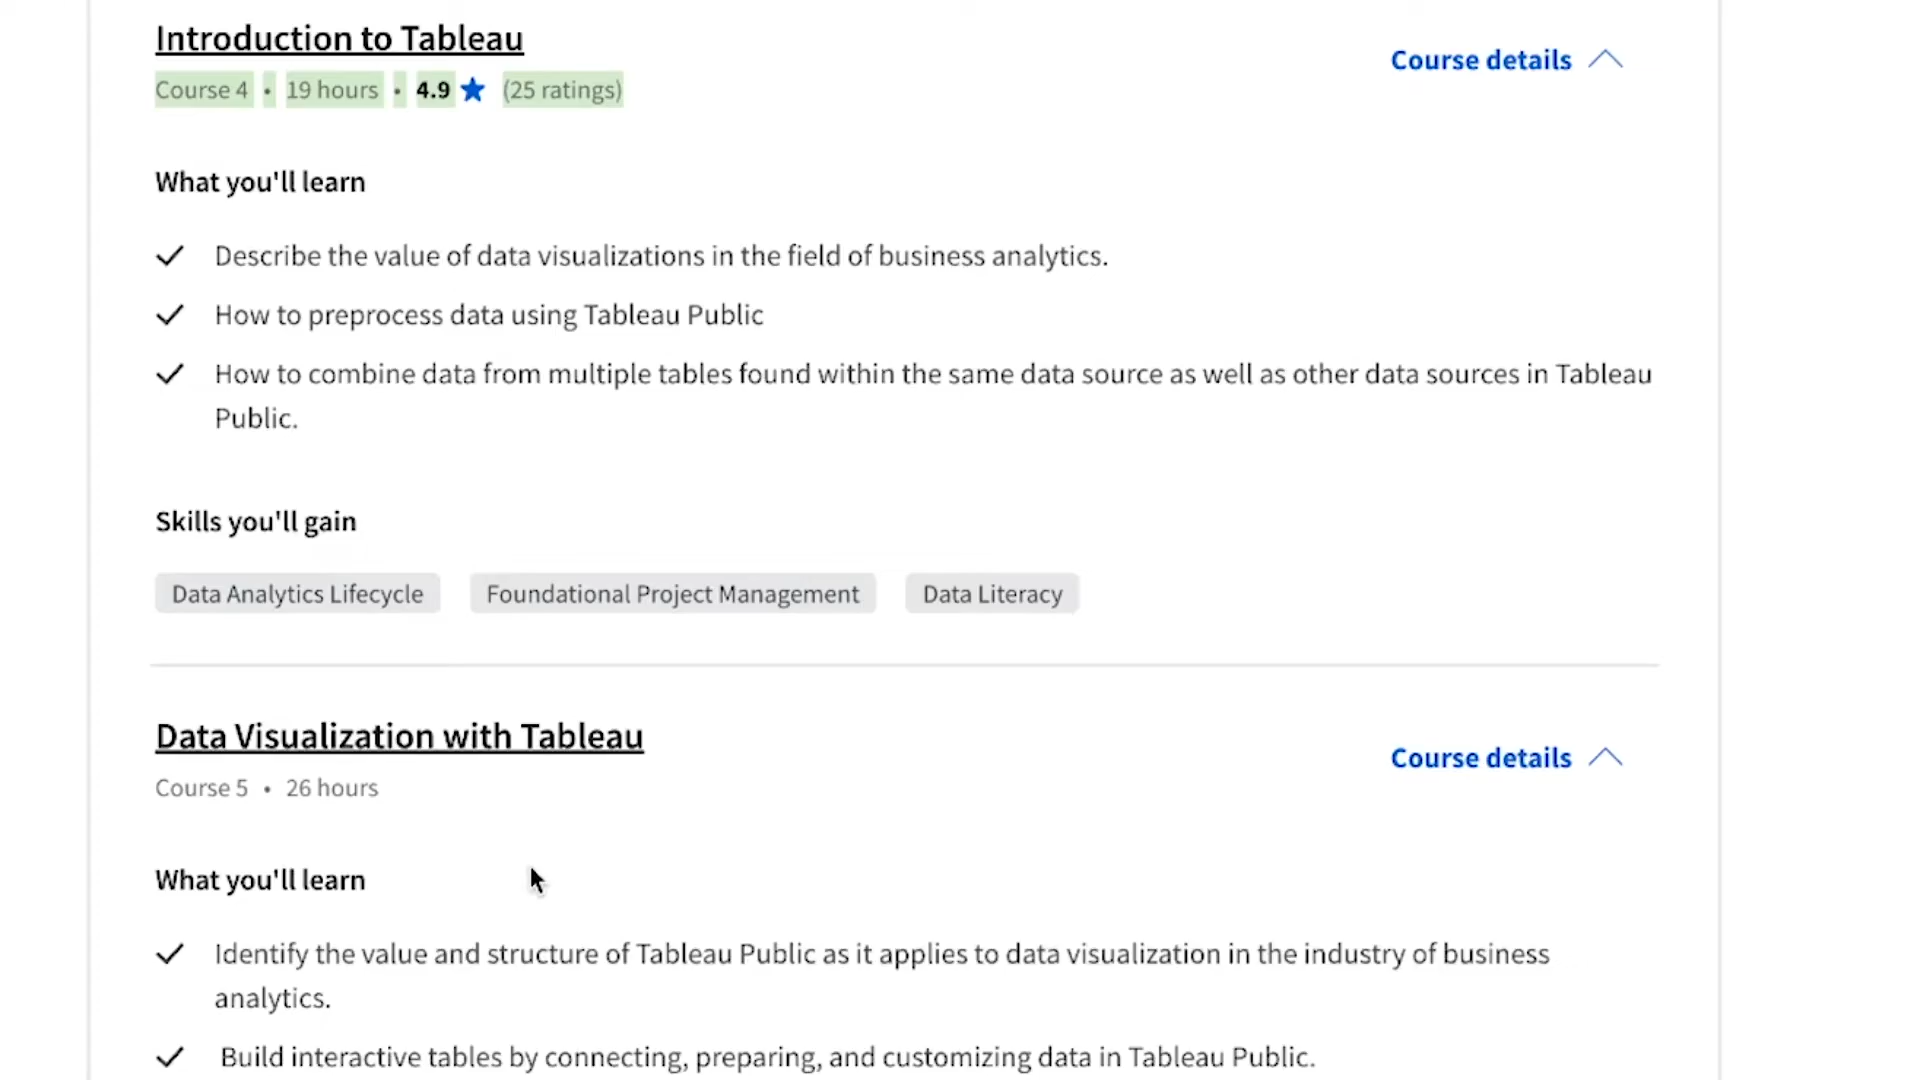 Introduction to Tableau
Course details
Course 4 • 19 hours • 4.9 ★ (25 ratings)
What you'll learn
Describe the value of data visualizations in the field of business analytics.
How to preprocess data using Tableau Public
How to combine data from multiple tables found within the same data source as well as other data sources in Tableau
Public.
Skills you'll gain
Data Analytics Lifecycle Foundational Project Management Data Literacy
Data Visualization with Tableau
Course details
Course 5 • 26 hours
What you'll learn
Identify the value and structure of Tableau Public as it applies to data visualization in the industry of business
analytics.
Build interactive tables by connecting, preparing, and customizing data in Tableau Public.